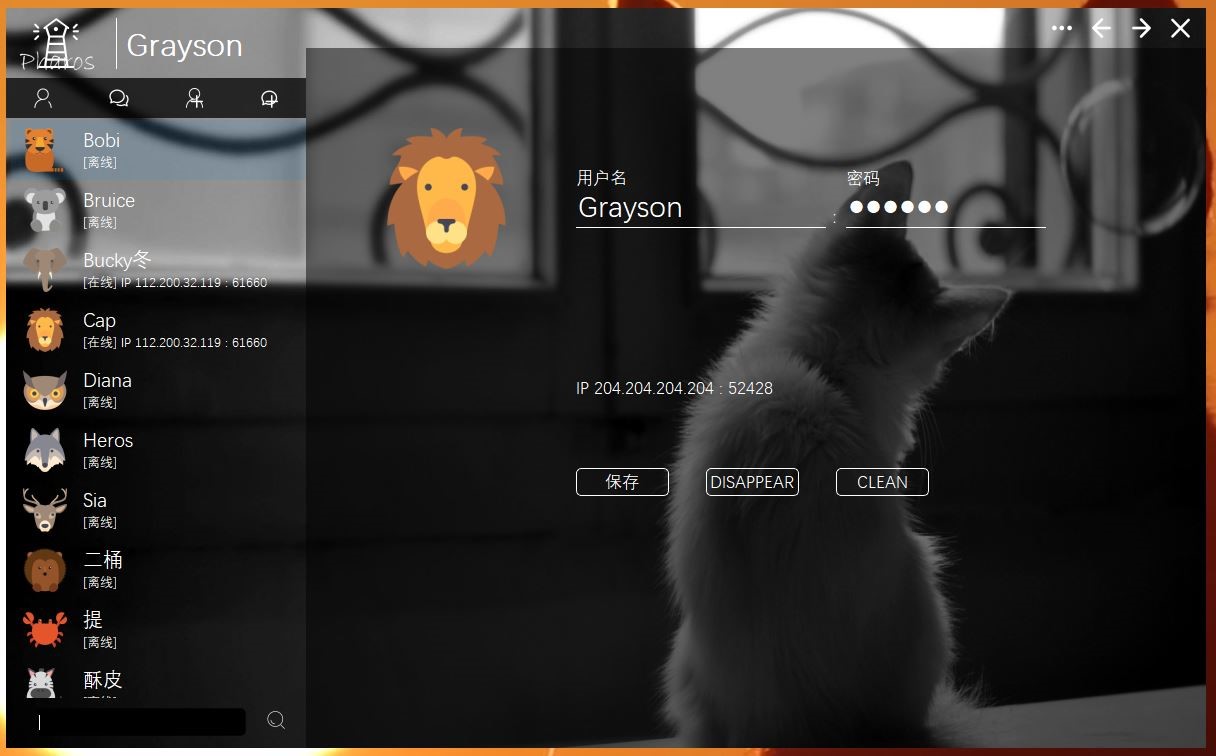 Pharos
Grayson
Bobi
[离线]
Bruice
[离线]
Bucky冬
[在线] IP 112.200.32.119 : 61660
Cap
[在线] IP 112.200.32.119 : 61660
Diana
[离线]
Heros
[离线]
Sia
[离线]
二桶
[离线]
提
[离线]
酥皮
用户名
密码
Grayson
:
●●●●●●
IP 204.204.204.204 : 52428
保存
DISAPPEAR
CLEAN